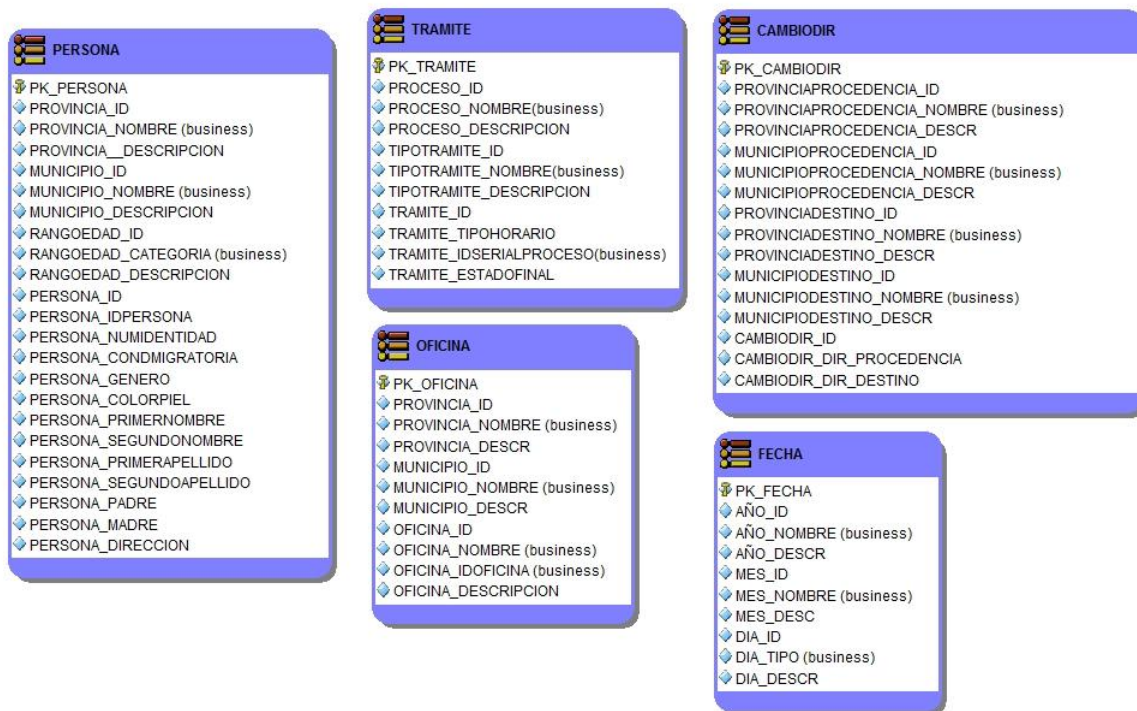 PERSONA
PK_PERSONA
PROVINCIA_ID
PROVINCIA_NOMBRE (business)
PROVINCIA__DESCRIPCION
MUNICIPIO_ID
MUNICIPIO_NOMBRE (business)
MUNICIPIO_DESCRIPCION
RANGOEDAD_ID
RANGOEDAD_CATEGORIA (business)
RANGOEDAD_DESCRIPCION
PERSONA_ID
PERSONA_IDPERSONA
PERSONA_NUMIDENTIDAD
PERSONA_CONDMIGRATORIA
PERSONA_GENERO
PERSONA_COLORPIEL
PERSONA_PRIMERNOMBRE
PERSONA_SEGUNDONOMBRE
PERSONA_PRIMERAPELLIDO
PERSONA_SEGUNDOAPELLIDO
PERSONA_PADRE
PERSONA_MADRE
PERSONA_DIRECCION
TRAMITE
PK_TRAMITE
PROCESO_ID
PROCESO_NOMBRE(business)
PROCESO_DESCRIPCION
TIPOTRAMITE_ID
TIPOTRAMITE_NOMBRE(business)
TIPOTRAMITE_DESCRIPCION
TRAMITE_ID
TRAMITE_TIPOHORARIO
TRAMITE_IDSERIALPROCESO(business)
TRAMITE_ESTADOFINAL
OFICINA
PK_OFICINA
PROVINCIA_ID
PROVINCIA_NOMBRE (business)
PROVINCIA_DESCR
MUNICIPIO_ID
MUNICIPIO_NOMBRE (business)
MUNICIPIO_DESCR
OFICINA_ID
OFICINA_NOMBRE (business)
OFICINA_IDOFICINA (business)
OFICINA_DESCRIPCION
CAMBIODIR
PK_CAMBIODIR
PROVINCIAPROCEDENCIA_ID
PROVINCIAPROCEDENCIA_NOMBRE (business)
PROVINCIAPROCEDENCIA_DESCR
MUNICIPIOPROCEDENCIA_ID
MUNICIPIOPROCEDENCIA_NOMBRE (business)
MUNICIPIOPROCEDENCIA_DESCR
PROVINCIADESTINO_ID
PROVINCIADESTINO_NOMBRE (business)
PROVINCIADESTINO_DESCR
MUNICIPIODESTINO_ID
MUNICIPIODESTINO_NOMBRE (business)
MUNICIPIODESTINO_DESCR
CAMBIODIR_ID
CAMBIODIR_DIR_PROCEDENCIA
CAMBIODIR_DIR_DESTINO
FECHA
PK_FECHA
AÑO_ID
AÑO_NOMBRE (business)
AÑO_DESCR
MES_ID
MES_NOMBRE (business)
MES_DESC
DIA_ID
DIA_TIPO (business)
DIA_DESCR